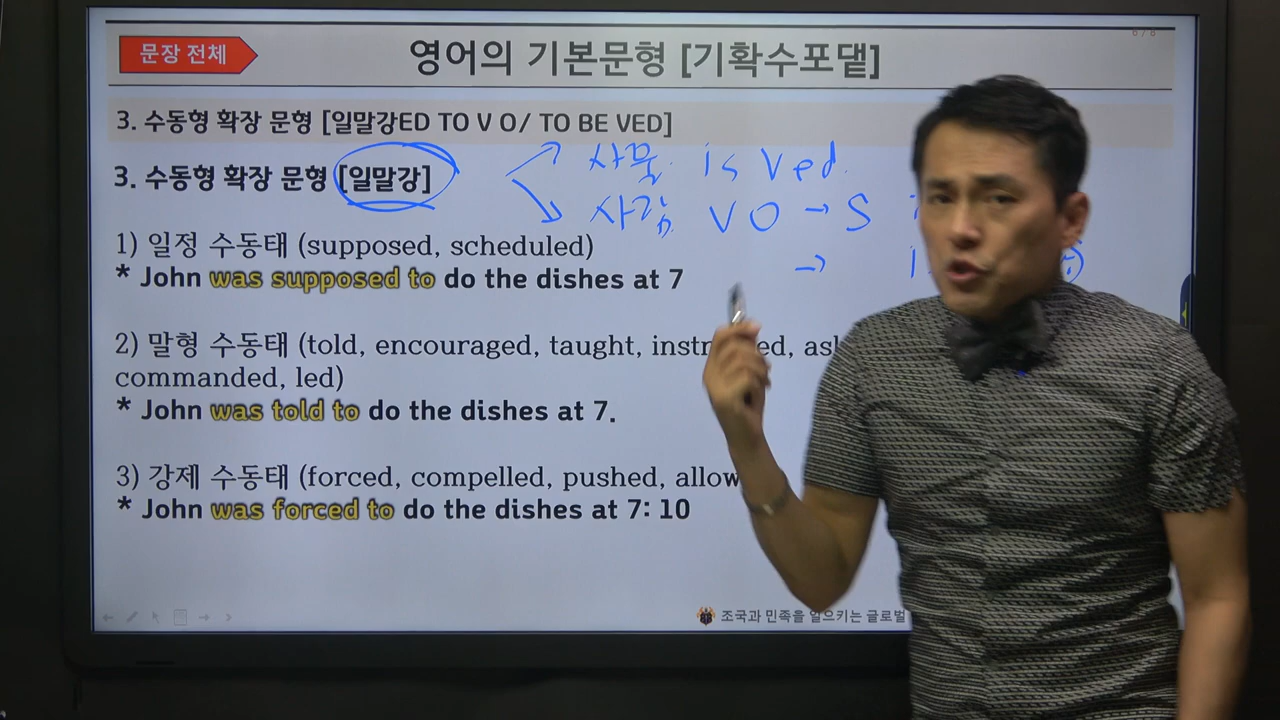 6/6
문장 전체
영어의 기본문형 [기확수포댙]
3. 수동형 확장 문형 [일말강ED TO V O/ TO BE VED]
3. 수동형 확장 문형 [일말강]
사물 is Ved.
사람 V O → S
→
1) 일정 수동태 (supposed, scheduled)
* John was supposed to do the dishes at 7
2) 말형 수동태 (told, encouraged, taught,
commanded, led)
* John was told to do the dishes at 7.
3) 강제 수동태 (forced, compelled, pushed,
* John was forced to do the dishes at 7: 10
조국과 민족을 일으키는 글로벌